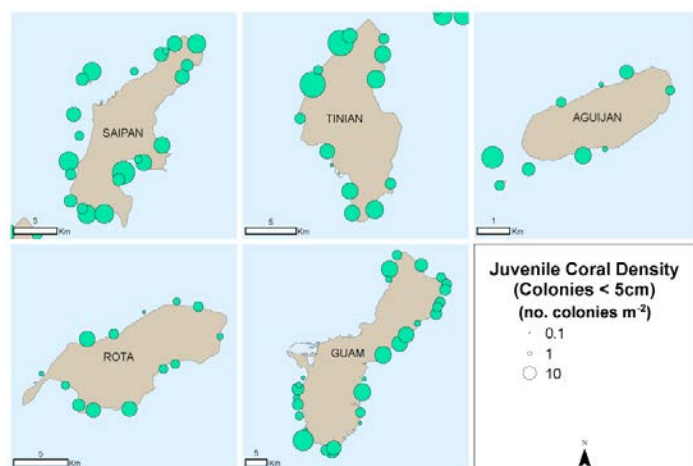 SAIPAN
5
Km
TINIAN
5
Km
AGUIJAN
1
Km
ROTA
5
Km
GUAM
5
Km
Juvenile Coral Density
(Colonies < 5cm)
(no. colonies m⁻²)
0.1
1
10
N